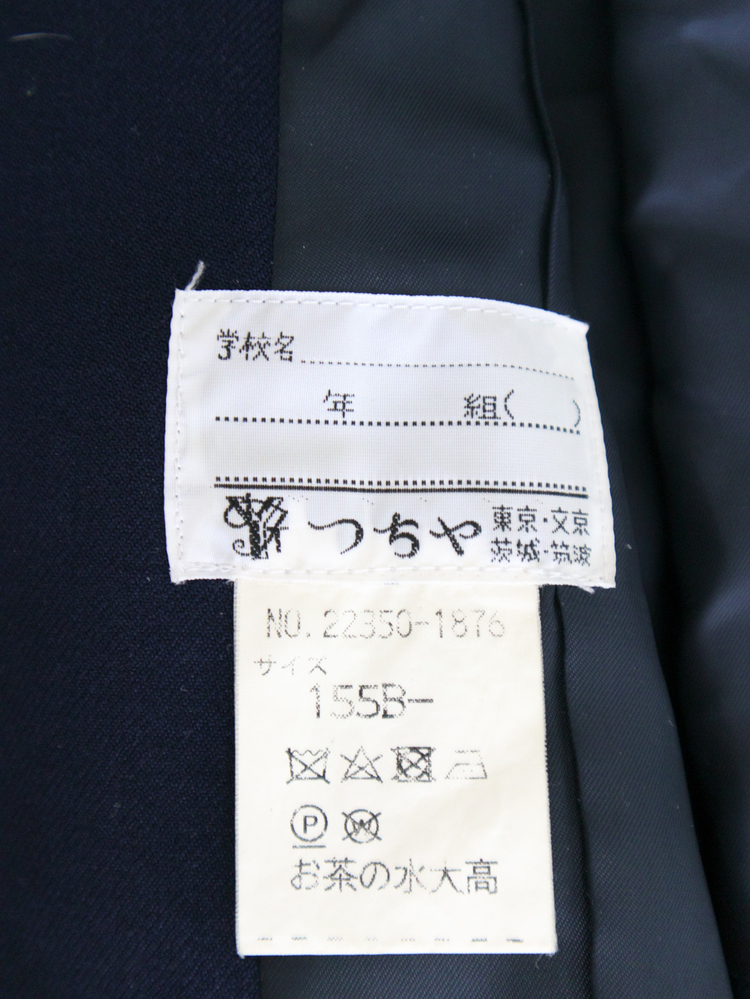 学校名
年 組( )
つちや 東京・文京
茨城・筑波
NO.22350-1876
サイズ
155B-
P W
お茶の水大高